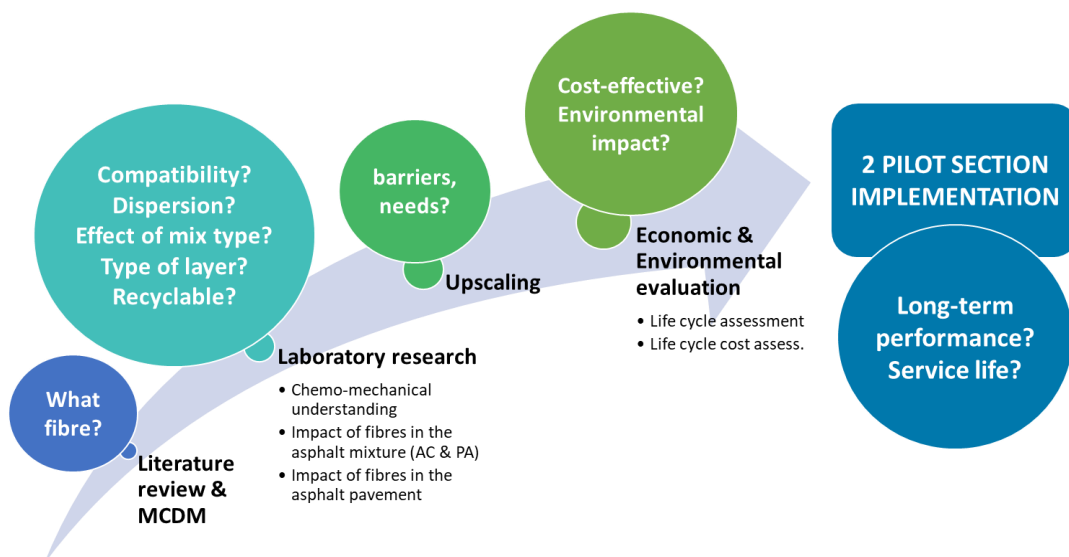 What
fibre?
Literature
review &
MCDM
Compatibility?
Dispersion?
Effect of mix type?
Type of layer?
Recyclable?
Laboratory research
• Chemo-mechanical
understanding
• Impact of fibres in the
asphalt mixture (AC & PA)
• Impact of fibres in the
asphalt pavement
barriers,
needs?
Upscaling
Cost-effective?
Environmental
impact?
Economic &
Environmental
evaluation
• Life cycle assessment
• Life cycle cost assess.
2 PILOT SECTION
IMPLEMENTATION
Long-term
performance?
Service life?